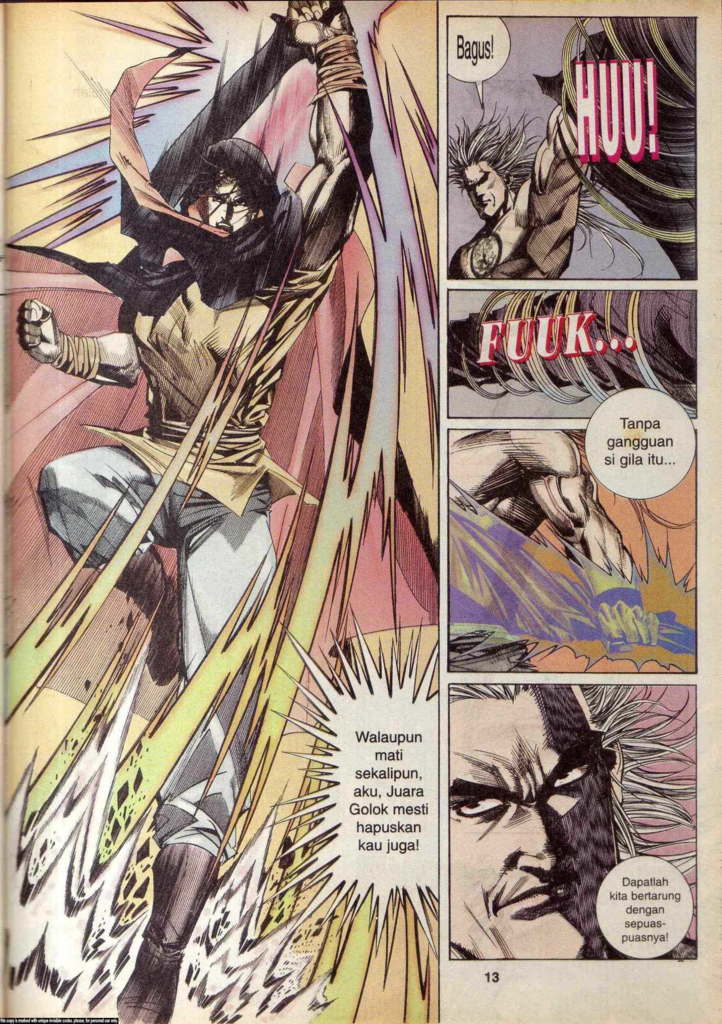 Bagus!
HUU!
FUUK...
Tanpa
gangguan
si gila itu...
Walaupun
mati
sekalipun,
aku, Juara
Golok mesti
hapuskan
kau juga!
Dapatlah
kita bertarung
dengan
sepuas-
puasnya!
13